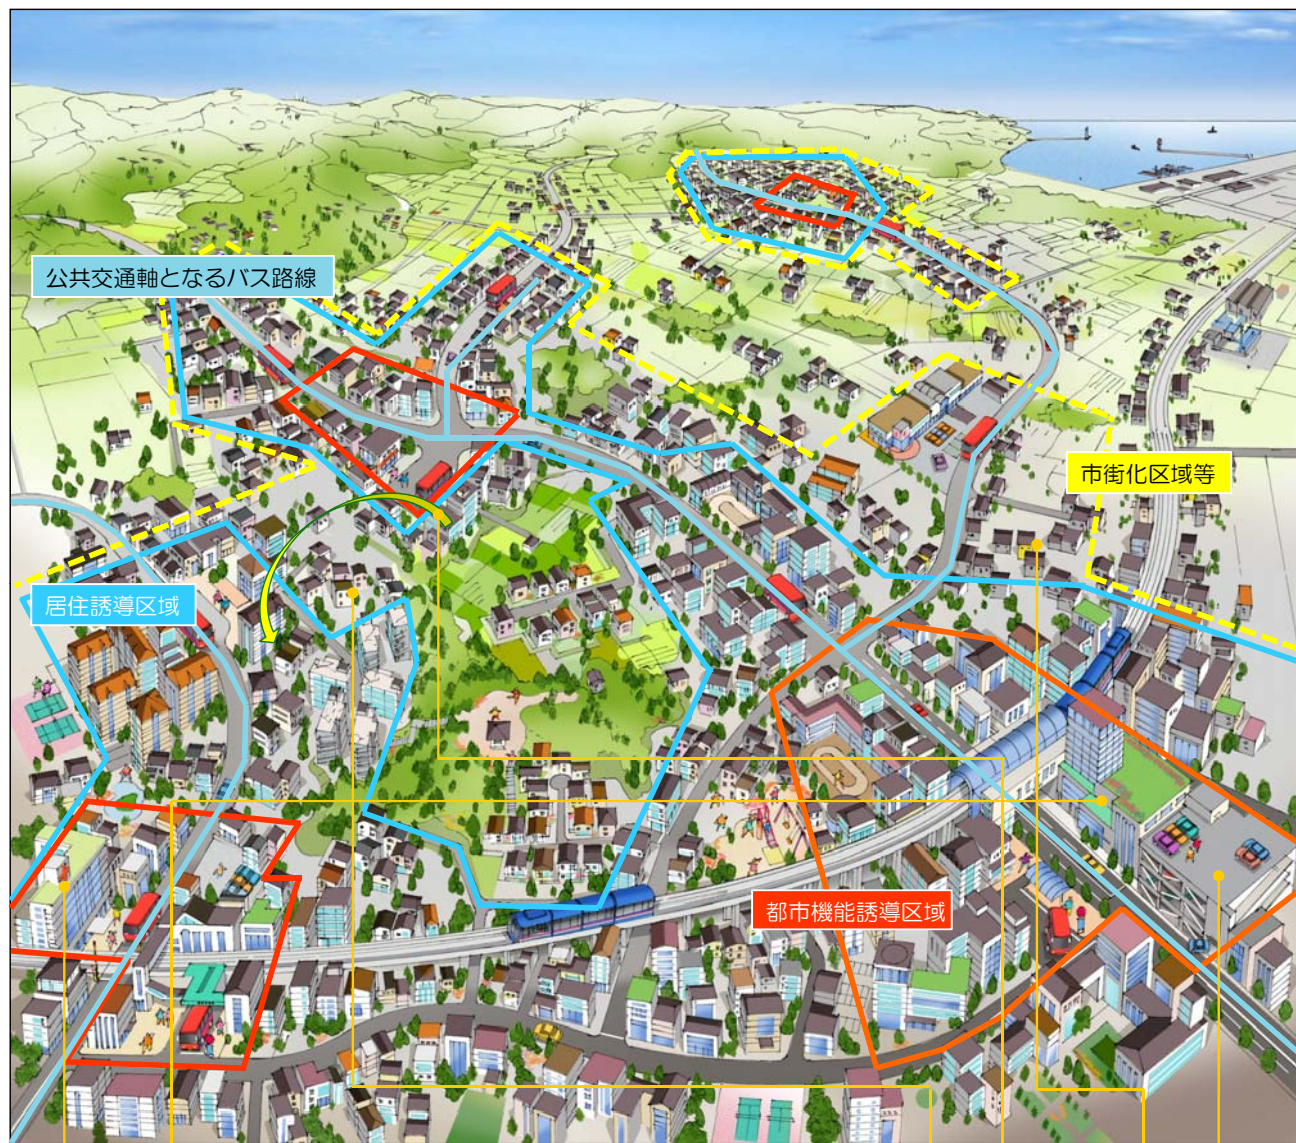 公共交通軸となるバス路線
市街化区域等
居住誘導区域
都市機能誘導区域